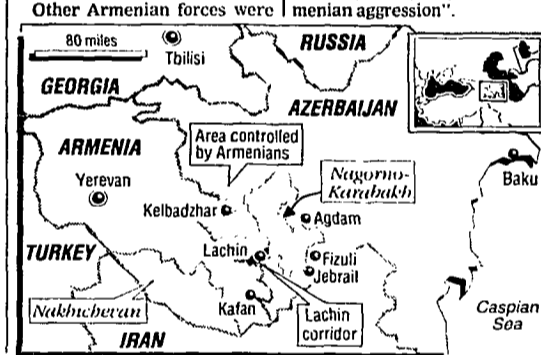 Other Armenian forces were
menian aggression".
80 miles
Tbilisi
RUSSIA
GEORGIA
AZERBAIJAN
ARMENIA
Area controlled
by Armenians
Nagorno-
Karabakh
Baku
Yerevan
Kelbadzhar
Agdam
TURKEY
Lachin
Fizuli
Jebrail
Nakhichevan
Kafan
Lachin
corridor
Caspian
Sea
IRAN